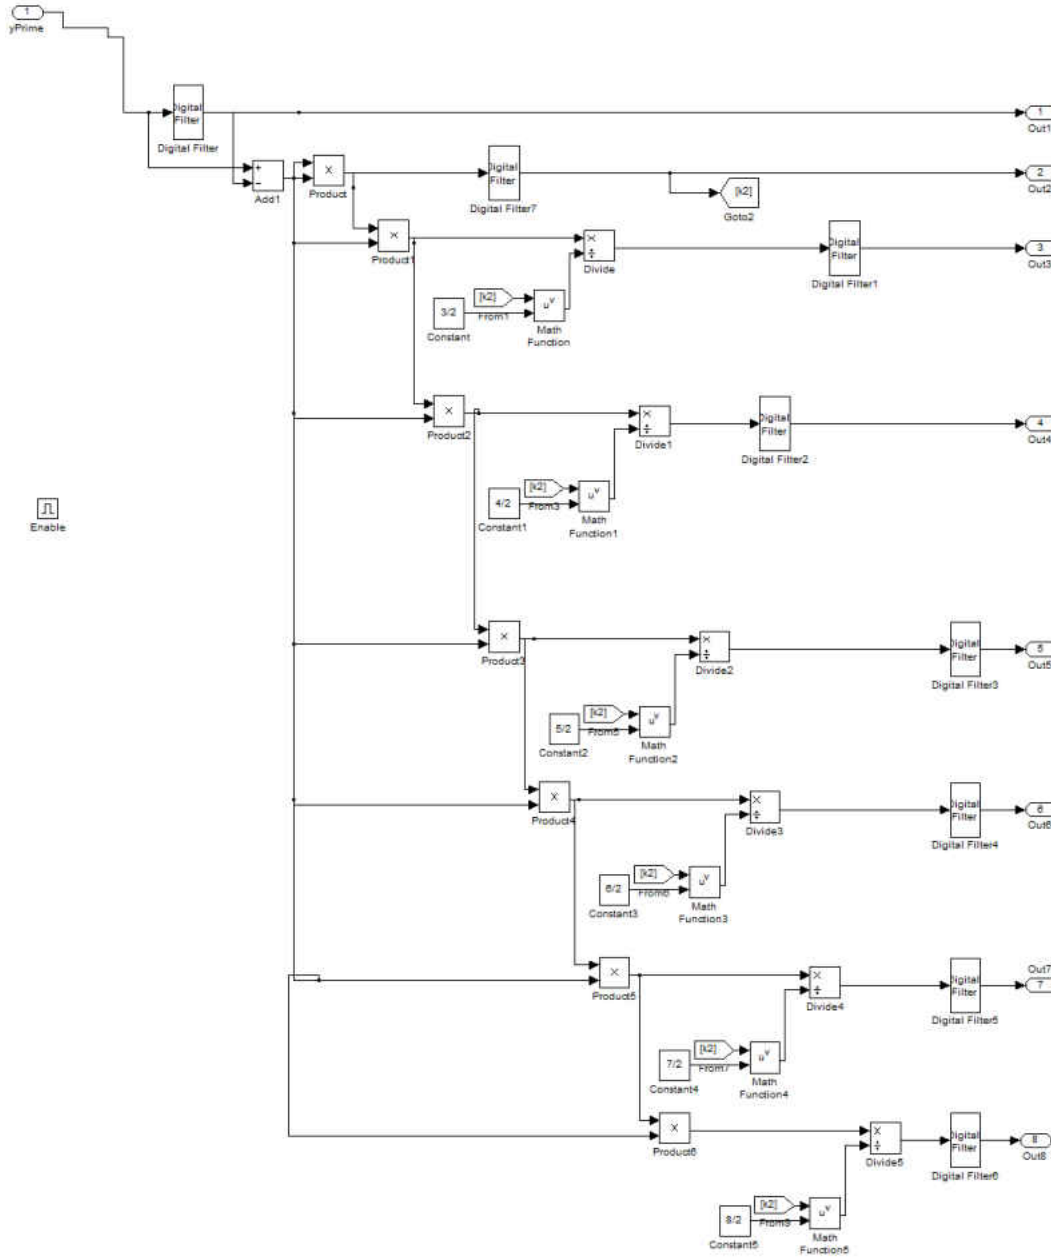 1
yPrime
Digital
Filter
Digital Filter
1
Out1
+
−
Add1
×
Product
Digital
Filter
Digital Filter7
[k2]
Goto2
2
Out2
×
Product1
×
÷
Divide
Digital
Filter
Digital Filter1
3
Out3
[k2]
From1
3/2
Constant
u^v
Math
Function
×
Product2
×
÷
Divide1
Digital
Filter
Digital Filter2
4
Out4
[k2]
From3
4/2
Constant1
u^v
Math
Function1
Enable
×
Product3
×
÷
Divide2
Digital
Filter
Digital Filter3
5
Out5
[k2]
From5
5/2
Constant2
u^v
Math
Function2
×
Product4
×
÷
Divide3
Digital
Filter
Digital Filter4
6
Out6
[k2]
From6
6/2
Constant3
u^v
Math
Function3
×
Product5
×
÷
Divide4
Digital
Filter
Digital Filter5
Out7
7
[k2]
From7
7/2
Constant4
u^v
Math
Function4
×
Product6
×
÷
Divide5
Digital
Filter
Digital Filter6
8
Out8
[k2]
From9
8/2
Constant5
u^v
Math
Function5